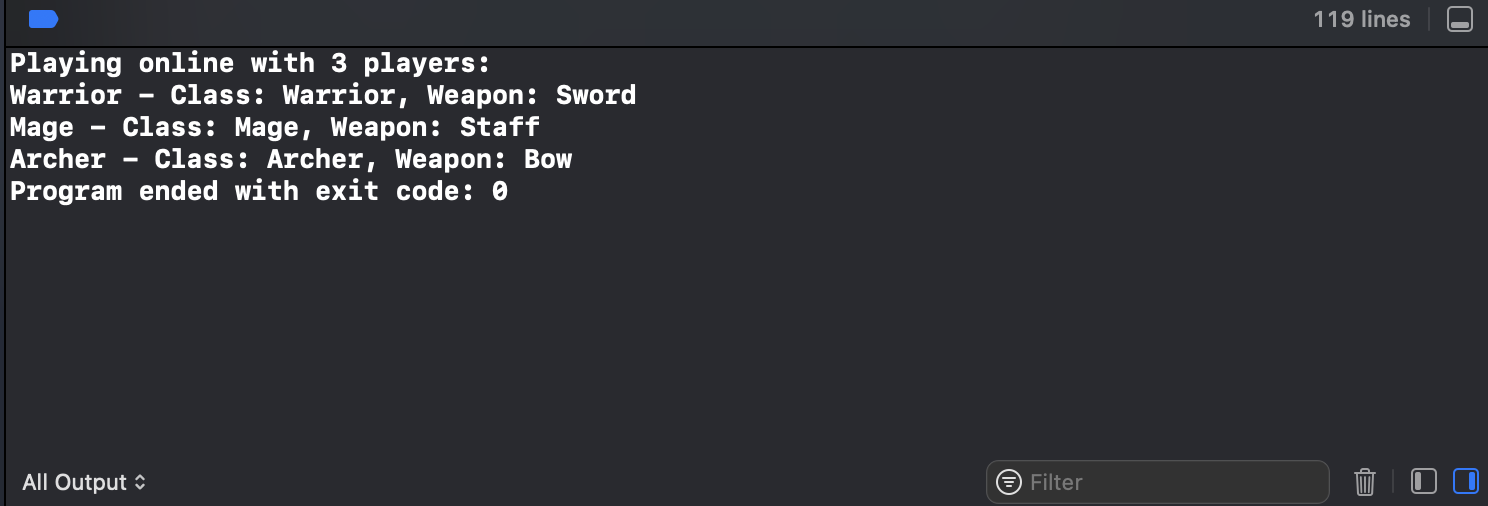 119 lines
Playing online with 3 players:
Warrior – Class: Warrior, Weapon: Sword
Mage – Class: Mage, Weapon: Staff
Archer – Class: Archer, Weapon: Bow
Program ended with exit code: 0
All Output
Filter